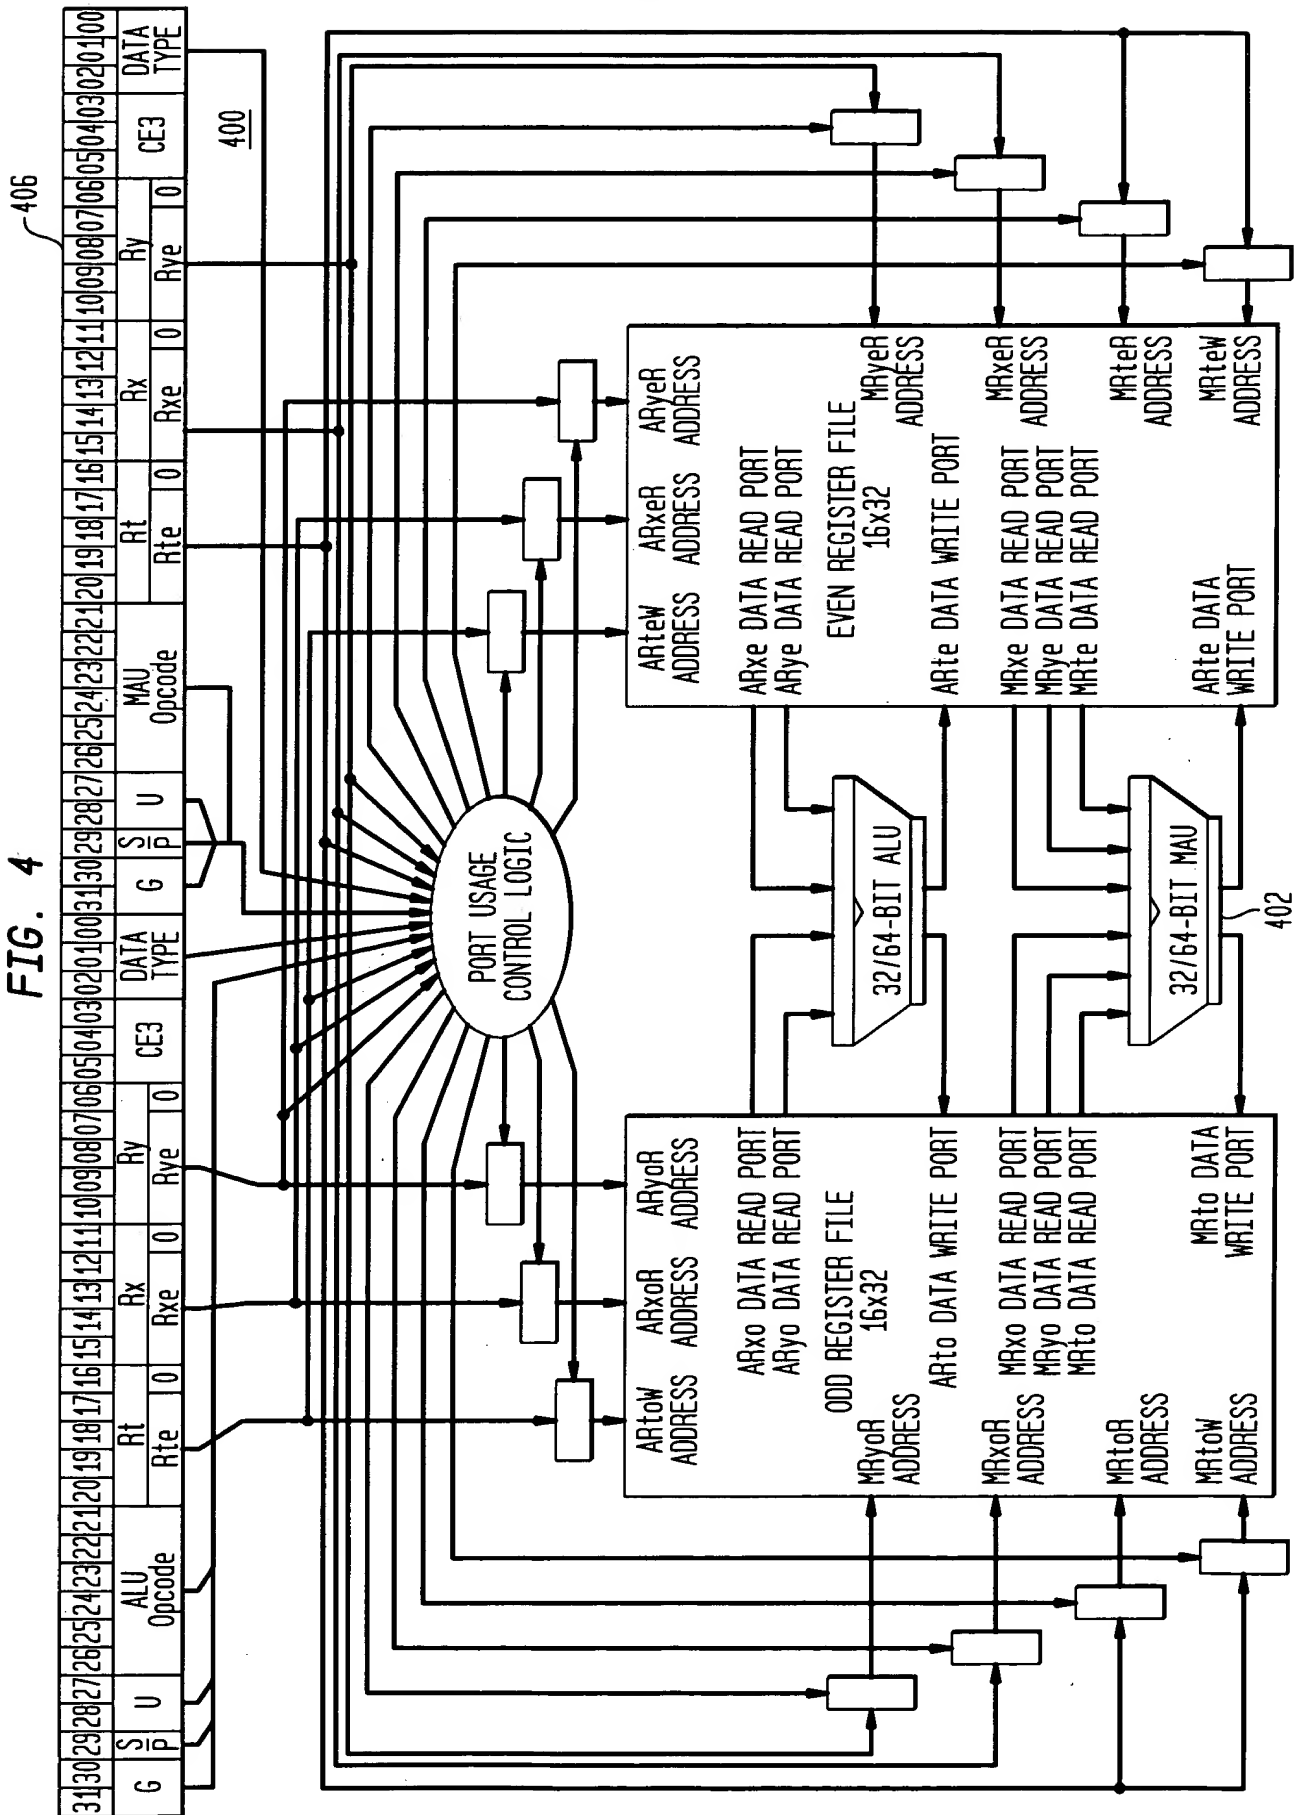 FIG. 4
406
31 30 29 28 27 26 25 24 23 22 21 20 19 18 17 16 15 14 13 12 11 10 09 08 07 06 05 04 03 02 01 00 31 30 29 28 27 26 25 24 23 22 21 20 19 18 17 16 15 14 13 12 11 10 09 08 07 06 05 04 03 02 01 00
G
S/P
U
ALU Opcode
Rt
Rte 0
Rx
Rxe 0
Ry
Rye 0
CE3
DATA TYPE
G
S/P
U
MAU Opcode
Rt
Rte 0
Rx
Rxe 0
Ry
Rye 0
CE3
DATA TYPE
400
PORT USAGE
CONTROL LOGIC
ARtoW
ADDRESS
ARxoR
ADDRESS
ARyoR
ADDRESS
ARxo DATA READ PORT
ARyo DATA READ PORT
ODD REGISTER FILE
16x32
MRyoR
ADDRESS
ARto DATA WRITE PORT
MRxoR
ADDRESS
MRxo DATA READ PORT
MRyo DATA READ PORT
MRto DATA READ PORT
MRtoR
ADDRESS
MRtoW
ADDRESS
MRto DATA
WRITE PORT
32/64-BIT ALU
32/64-BIT MAU
402
ARteW
ADDRESS
ARxeR
ADDRESS
ARyeR
ADDRESS
ARxe DATA READ PORT
ARye DATA READ PORT
EVEN REGISTER FILE
16x32
MRyeR
ADDRESS
ARte DATA WRITE PORT
MRxeR
ADDRESS
MRxe DATA READ PORT
MRye DATA READ PORT
MRte DATA READ PORT
MRteR
ADDRESS
ARte DATA
WRITE PORT
MRteW
ADDRESS